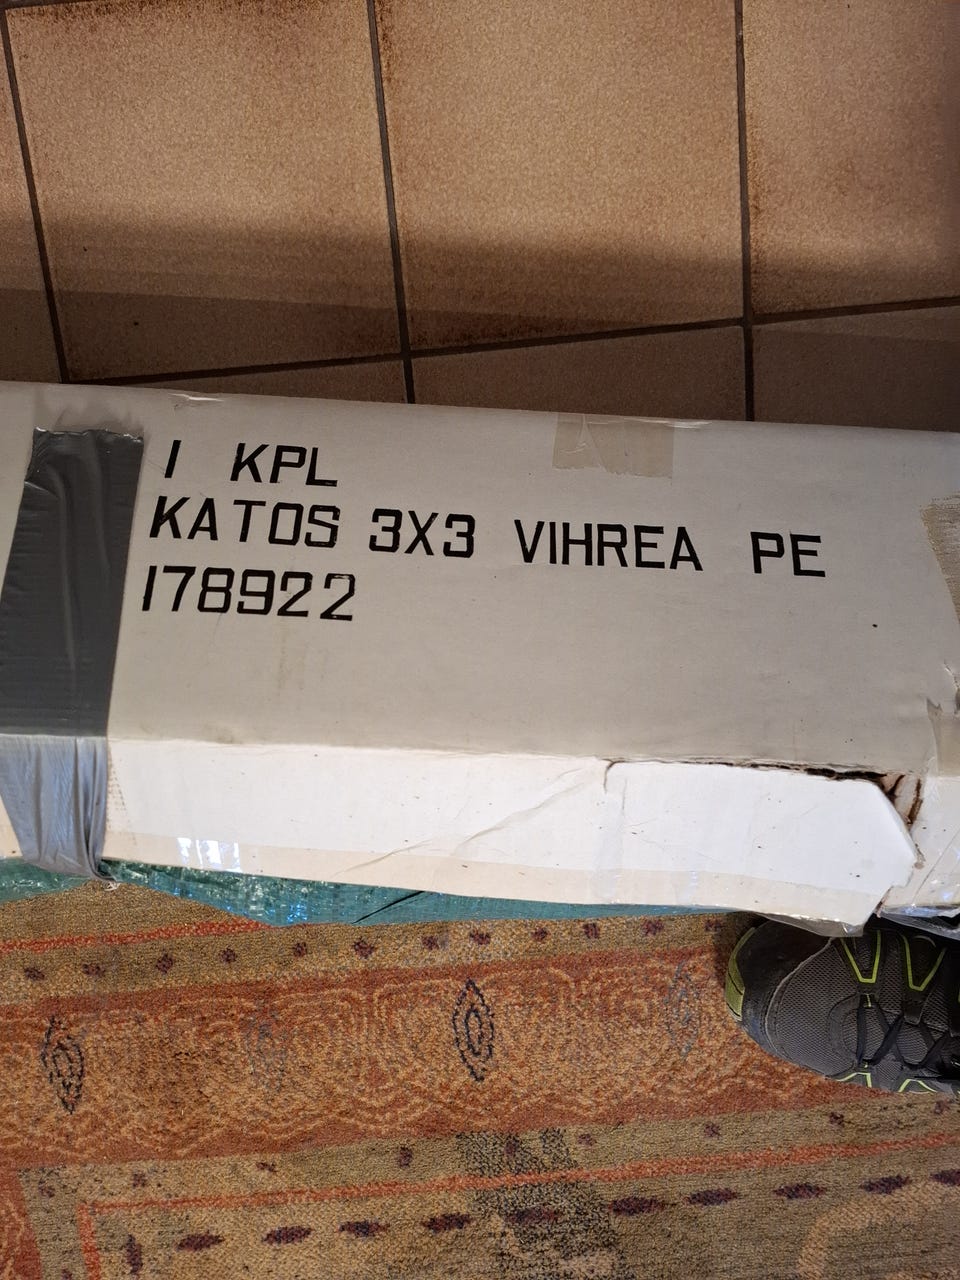 1 KPL
KATOS 3X3 VIHREA PE
178922